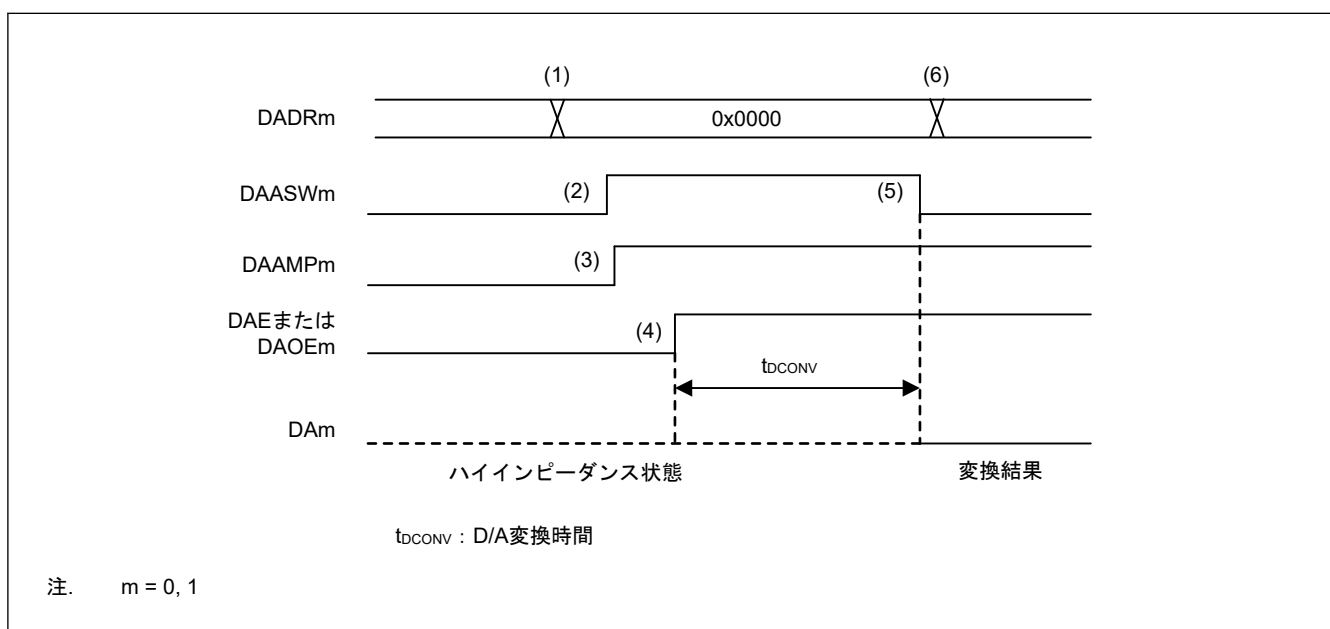 (1)
(6)
DADRm
0x0000
DAASWm
(2)
(5)
DAAMPm
(3)
DAEまたは
DAOEm
(4)
tDCONV
DAm
ハイインピーダンス状態
変換結果
tDCONV：D/A変換時間
注. m = 0, 1